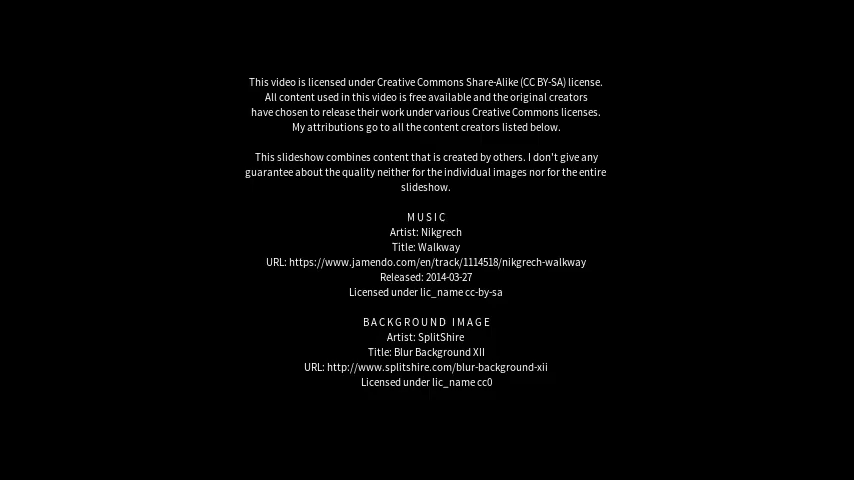 This video is licensed under Creative Commons Share-Alike (CC BY-SA) license.
All content used in this video is free available and the original creators
have chosen to release their work under various Creative Commons licenses.
My attributions go to all the content creators listed below.
This slideshow combines content that is created by others. I don't give any
guarantee about the quality neither for the individual images nor for the entire
slideshow.
MUSIC
Artist: Nikgrech
Title: Walkway
URL: https://www.jamendo.com/en/track/1114518/nikgrech-walkway
Released: 2014-03-27
Licensed under lic_name cc-by-sa
BACKGROUND IMAGE
Artist: SplitShire
Title: Blur Background XII
URL: http://www.splitshire.com/blur-background-xii
Licensed under lic_name cc0